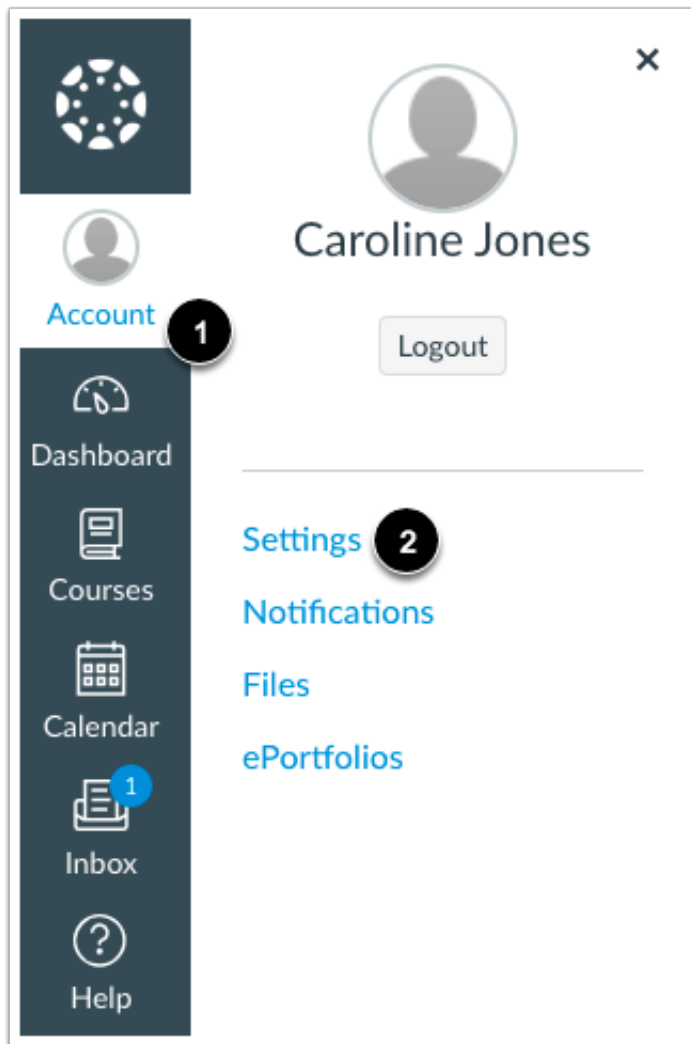 Account
1
Dashboard
Courses
Calendar
1
Inbox
?
Help
×
Caroline Jones
Logout
Settings 2
Notifications
Files
ePortfolios